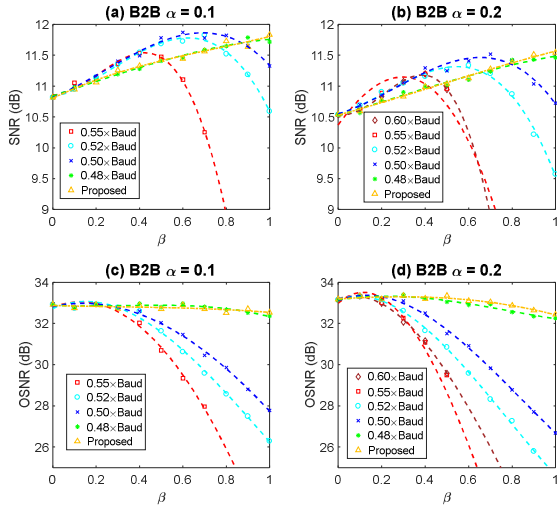 (a) B2B α = 0.1
SNR (dB)
12
11.5
11
10.5
10
9.5
9
0.55×Baud
0.52×Baud
0.50×Baud
0.48×Baud
Proposed
0 0.2 0.4 0.6 0.8 1
β
(b) B2B α = 0.2
SNR (dB)
12
11.5
11
10.5
10
9.5
9
0.60×Baud
0.55×Baud
0.52×Baud
0.50×Baud
0.48×Baud
Proposed
0 0.2 0.4 0.6 0.8 1
β
(c) B2B α = 0.1
OSNR (dB)
34
32
30
28
26
0.55×Baud
0.52×Baud
0.50×Baud
0.48×Baud
Proposed
0 0.2 0.4 0.6 0.8 1
β
(d) B2B α = 0.2
OSNR (dB)
34
32
30
28
26
0.60×Baud
0.55×Baud
0.52×Baud
0.50×Baud
0.48×Baud
Proposed
0 0.2 0.4 0.6 0.8 1
β